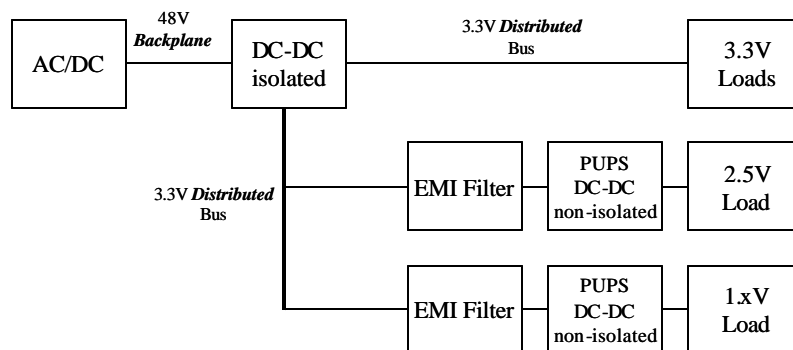 48V
Backplane
AC/DC
DC-DC
isolated
3.3V Distributed
Bus
3.3V
Loads
3.3V Distributed
Bus
EMI Filter
PUPS
DC-DC
non-isolated
2.5V
Load
EMI Filter
PUPS
DC-DC
non-isolated
1.xV
Load